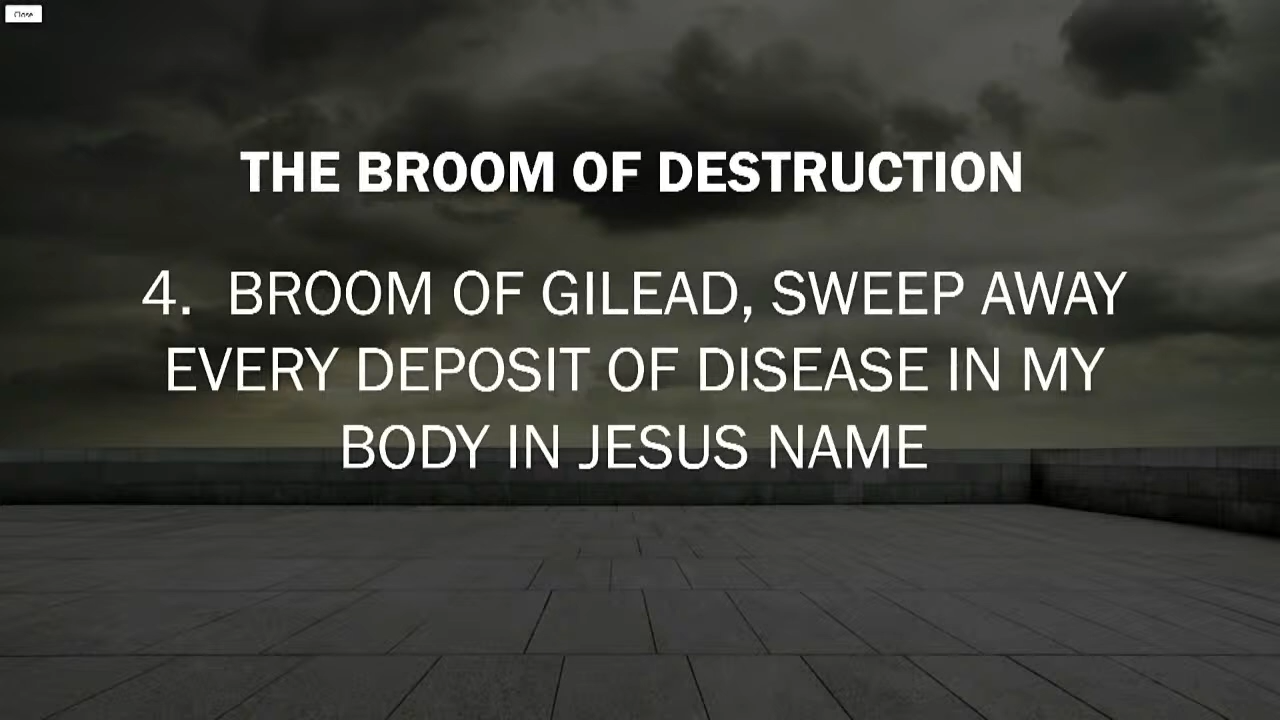 Close
THE BROOM OF DESTRUCTION
4. BROOM OF GILEAD, SWEEP AWAY
EVERY DEPOSIT OF DISEASE IN MY
BODY IN JESUS NAME